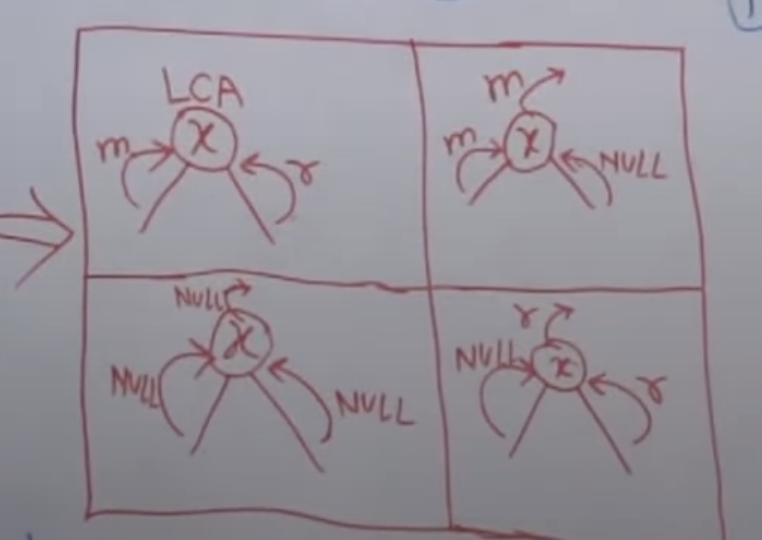 LCA
m x r
m
m x NULL
NULL
NULL x NULL
r
NULL x r